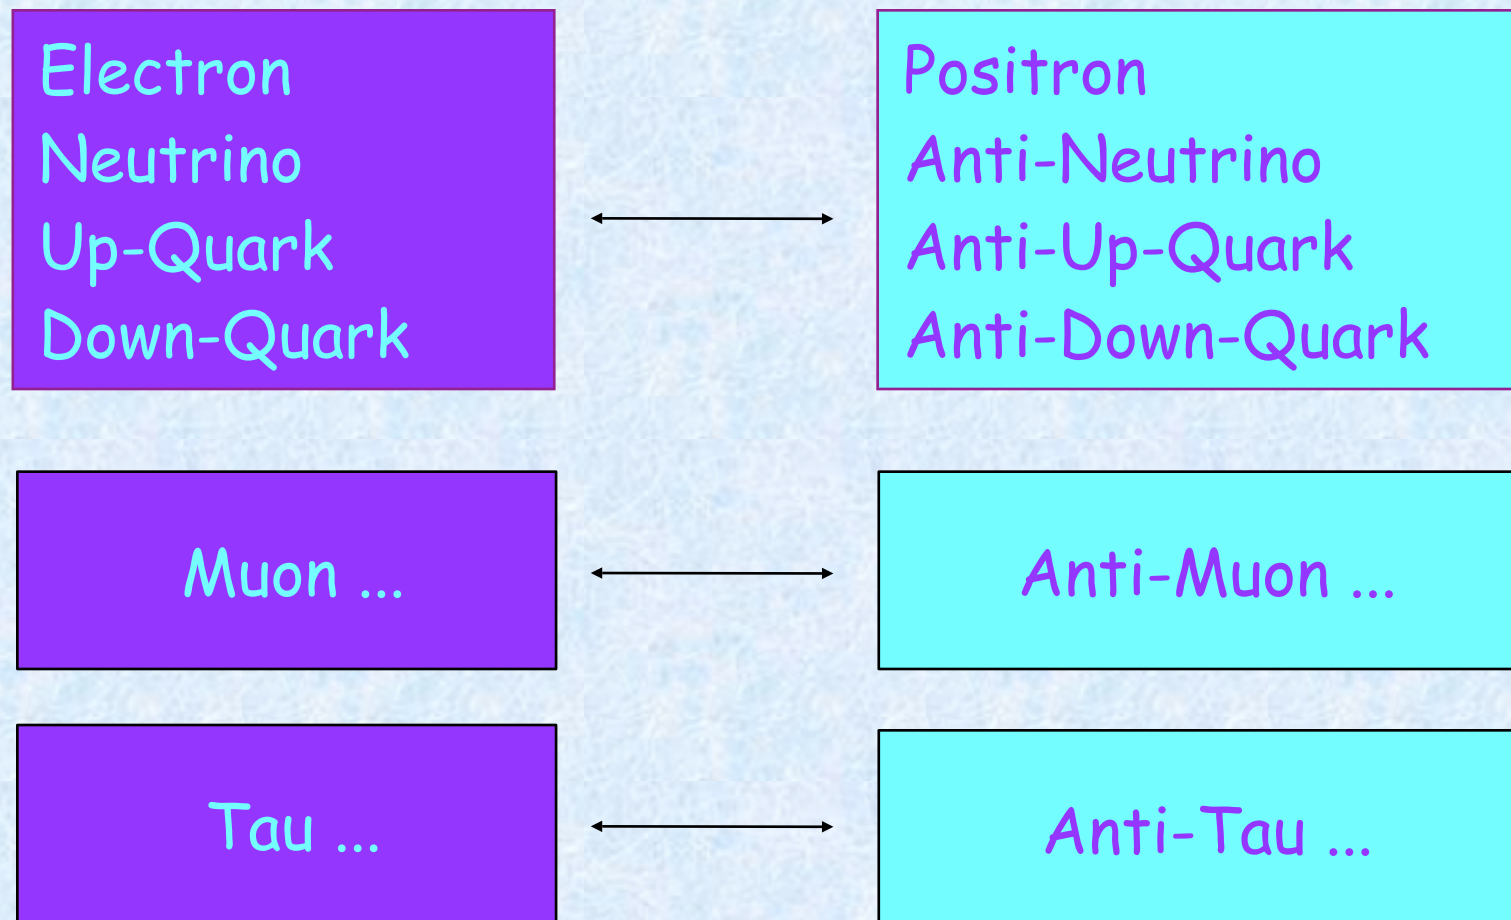 Electron
Neutrino
Up-Quark
Down-Quark
Positron
Anti-Neutrino
Anti-Up-Quark
Anti-Down-Quark
Muon ...
Anti-Muon ...
Tau ...
Anti-Tau ...